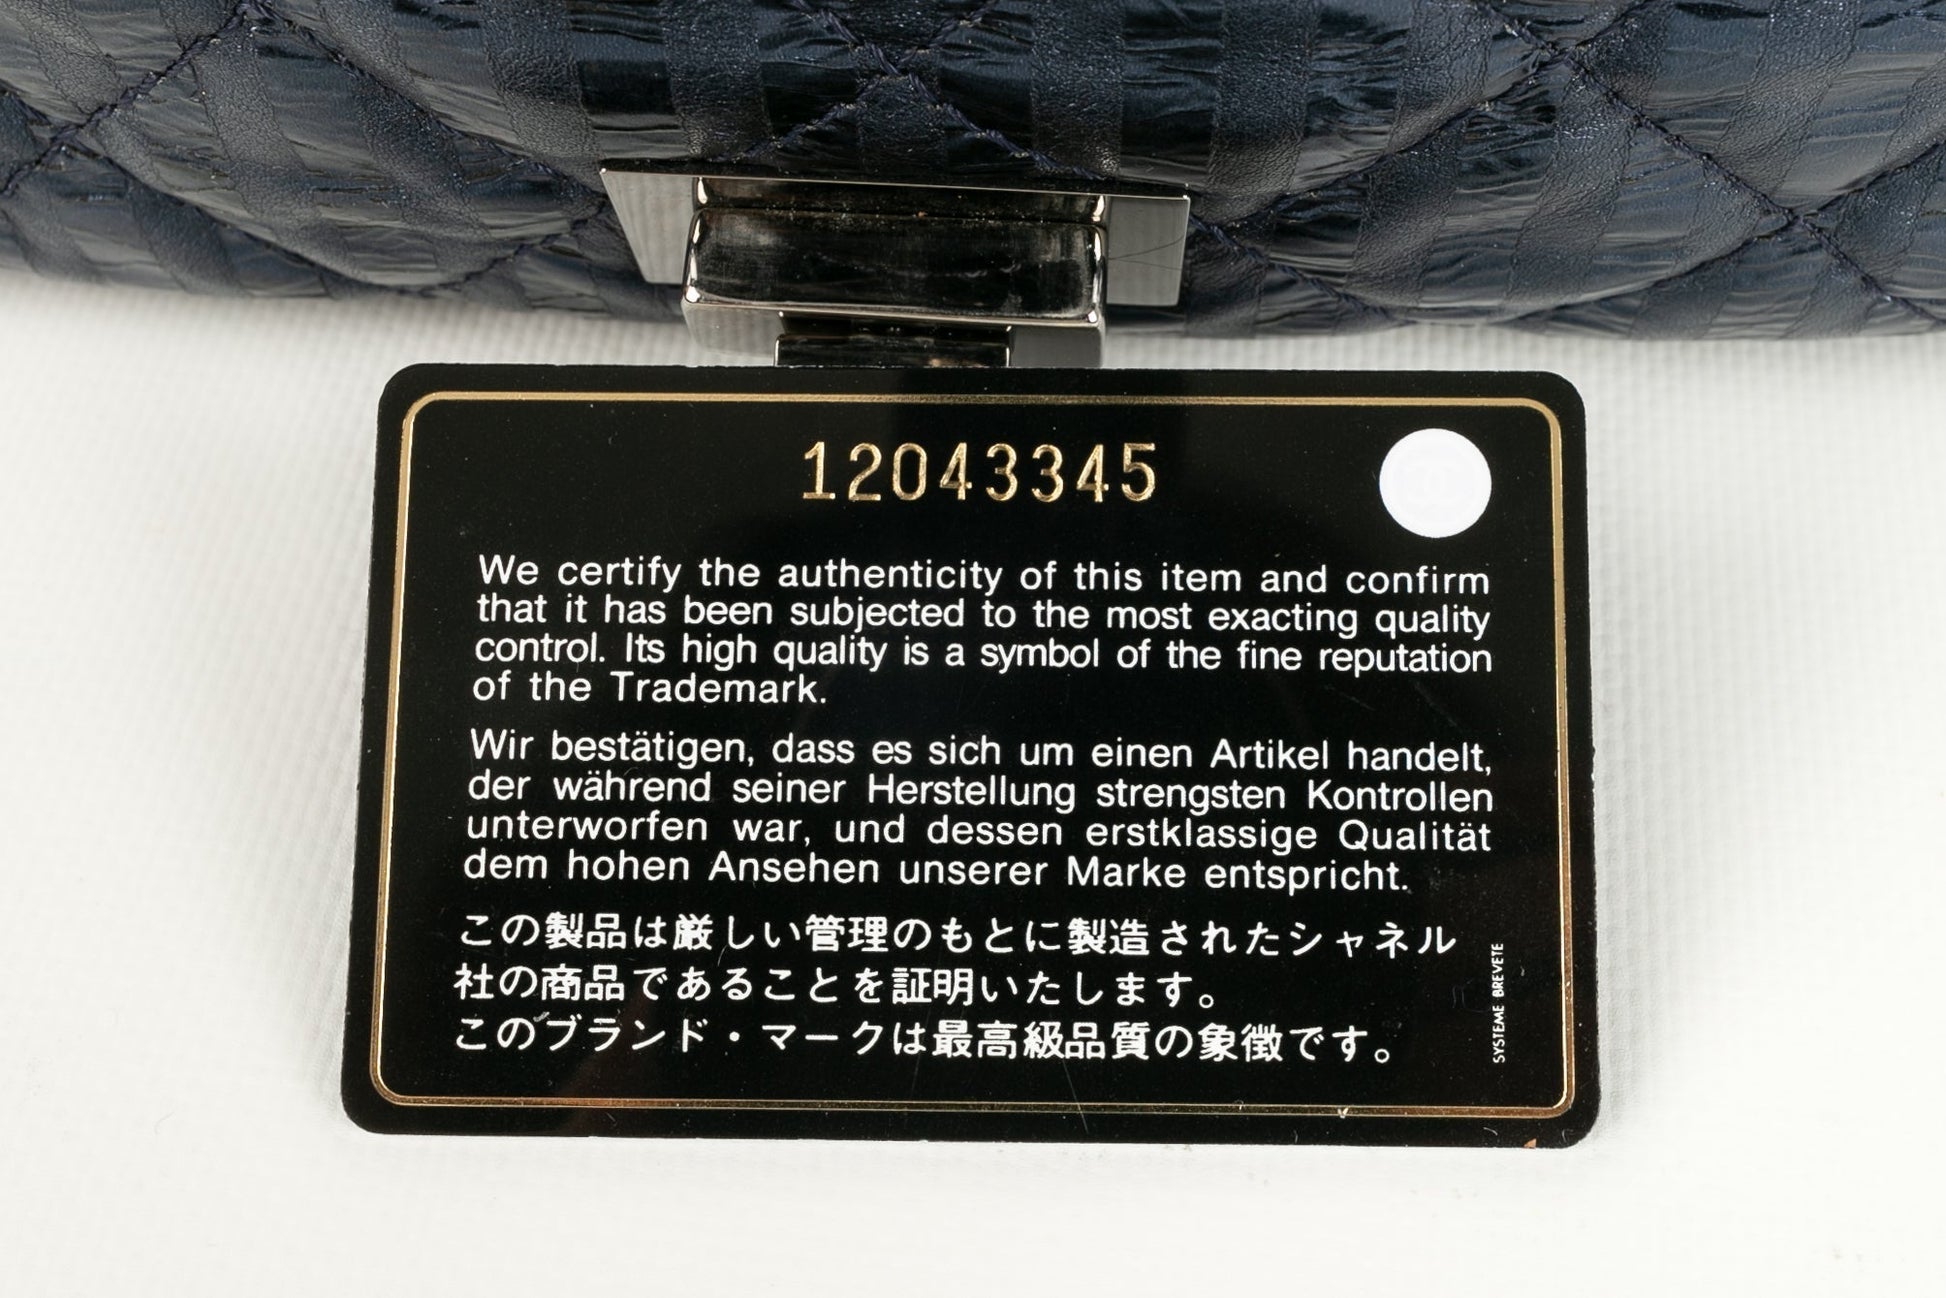 12043345
We certify the authenticity of this item and confirm
that it has been subjected to the most exacting quality
control. Its high quality is a symbol of the fine reputation
of the Trademark.
Wir bestätigen, dass es sich um einen Artikel handelt,
der während seiner Herstellung strengsten Kontrollen
unterworfen war, und dessen erstklassige Qualität
dem hohen Ansehen unserer Marke entspricht.
この製品は厳しい管理のもとに製造されたシャネル
社の商品であることを証明いたします。
このブランド・マークは最高級品質の象徴です。
SYSTEME BREVETE